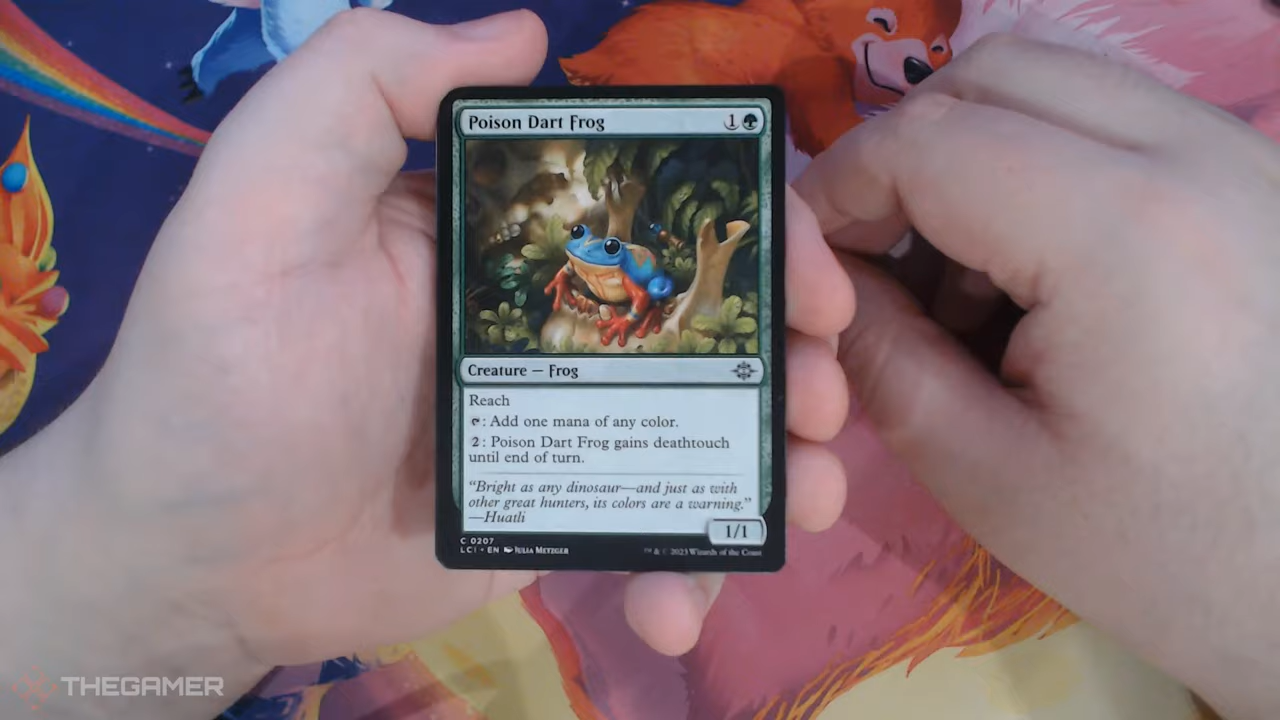 Poison Dart Frog 1
Creature — Frog
Reach
: Add one mana of any color.
2: Poison Dart Frog gains deathtouch
until end of turn.
“Bright as any dinosaur—and just as with
other great hunters, its colors are a warning.”
—Huatli
1/1
C 0207
LCI • EN Julia Metzger
™ & © 2023 Wizards of the Coast
THEGAMER